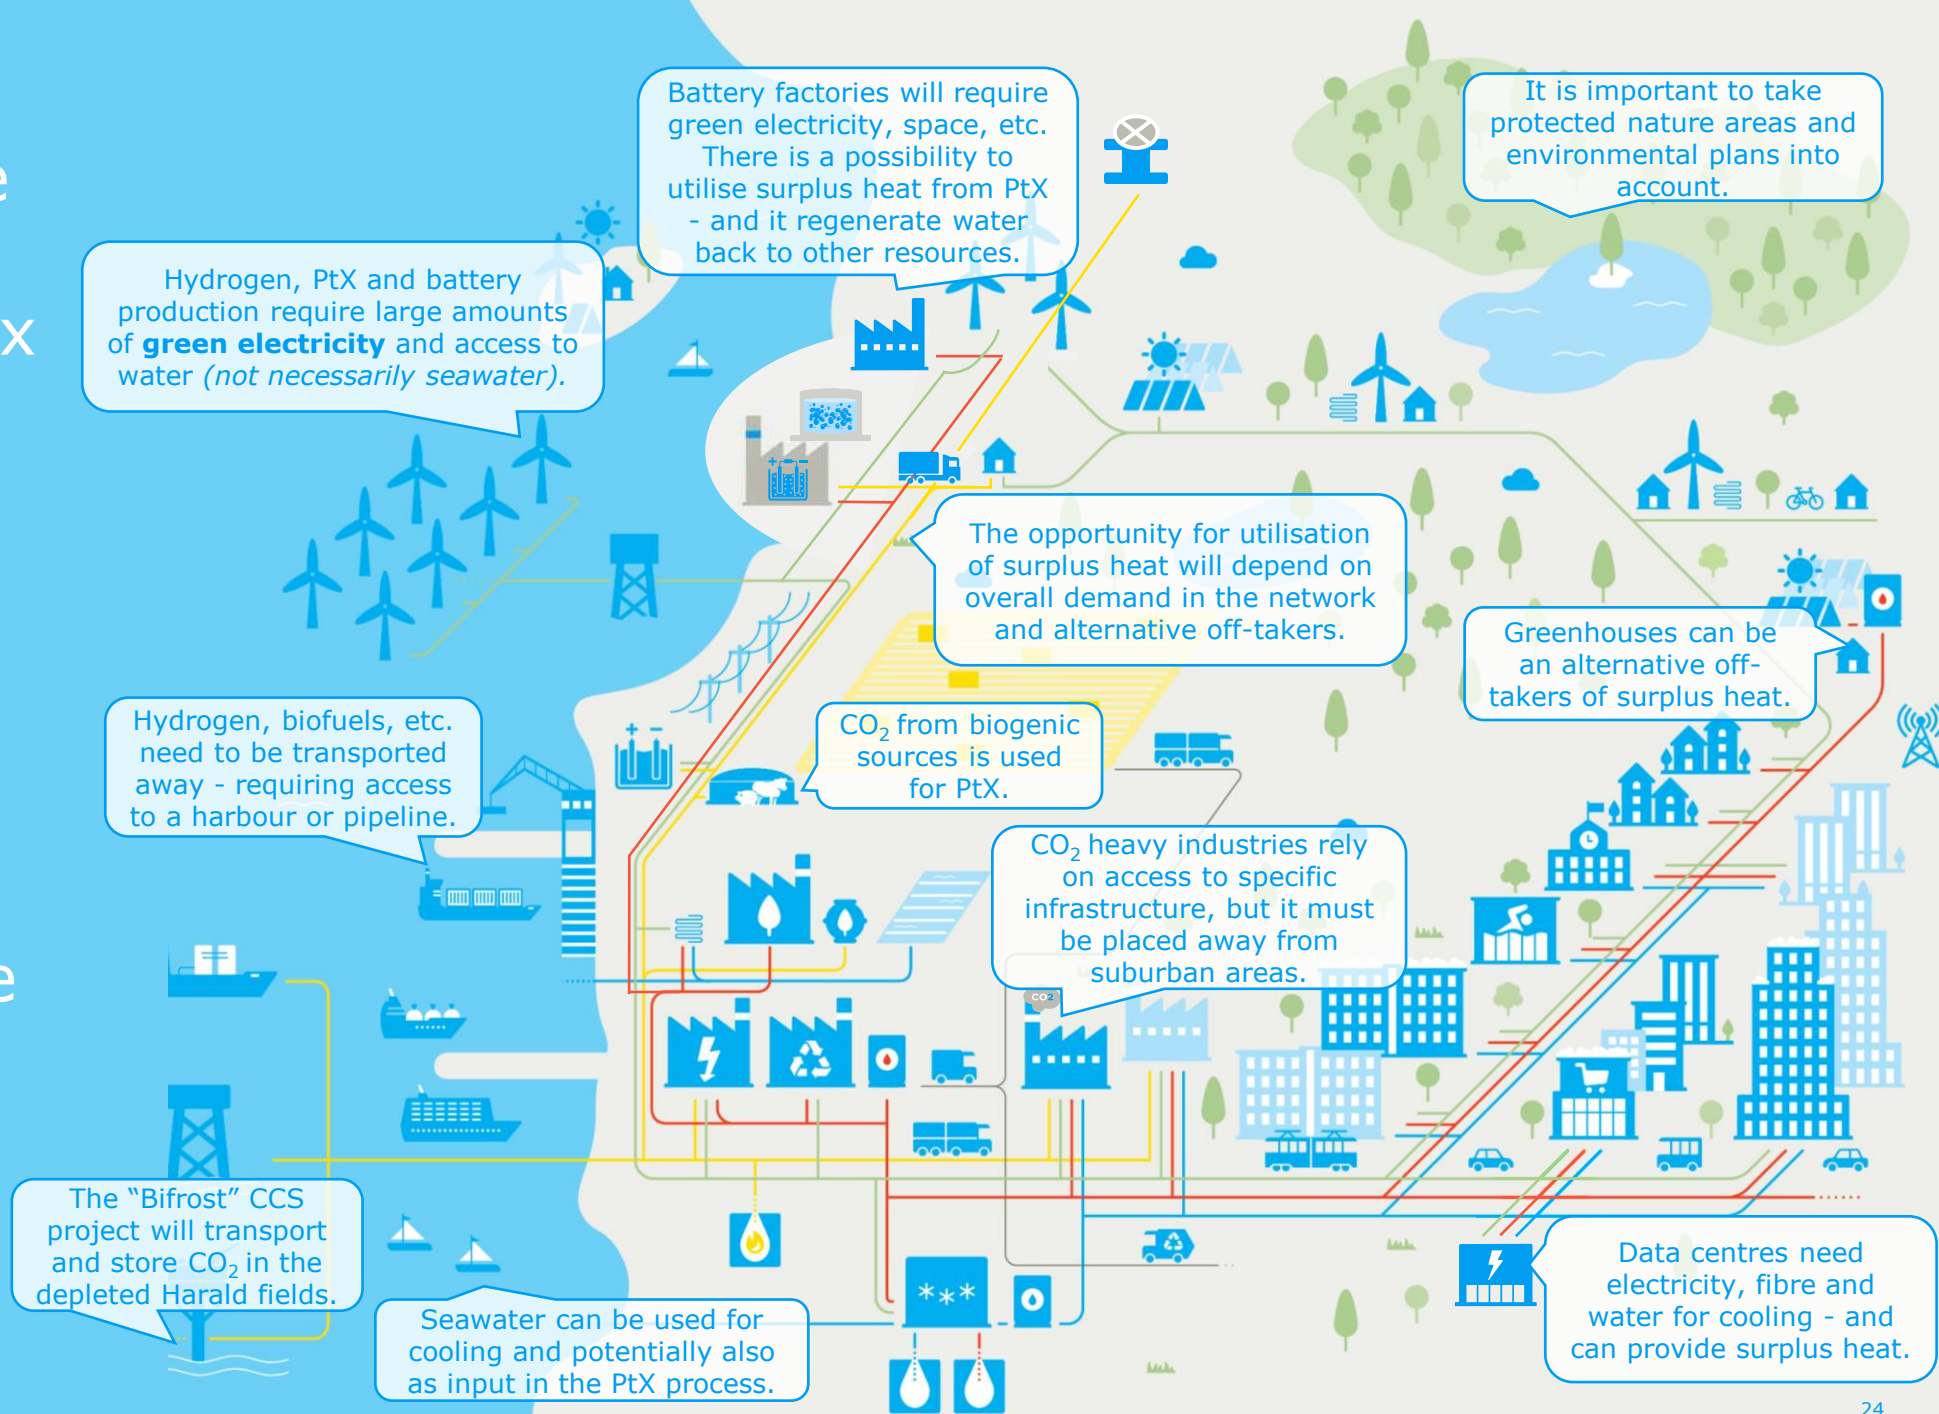 e
x
e
Battery factories will require
green electricity, space, etc.
There is a possibility to
utilise surplus heat from PtX
- and it regenerate water
back to other resources.
It is important to take
protected nature areas and
environmental plans into
account.
Hydrogen, PtX and battery
production require large amounts
of green electricity and access to
water (not necessarily seawater).
The opportunity for utilisation
of surplus heat will depend on
overall demand in the network
and alternative off-takers.
Greenhouses can be
an alternative off-
takers of surplus heat.
Hydrogen, biofuels, etc.
need to be transported
away - requiring access
to a harbour or pipeline.
CO2 from biogenic
sources is used
for PtX.
CO2 heavy industries rely
on access to specific
infrastructure, but it must
be placed away from
suburban areas.
CO2
The “Bifrost” CCS
project will transport
and store CO2 in the
depleted Harald fields.
Seawater can be used for
cooling and potentially also
as input in the PtX process.
Data centres need
electricity, fibre and
water for cooling - and
can provide surplus heat.
24